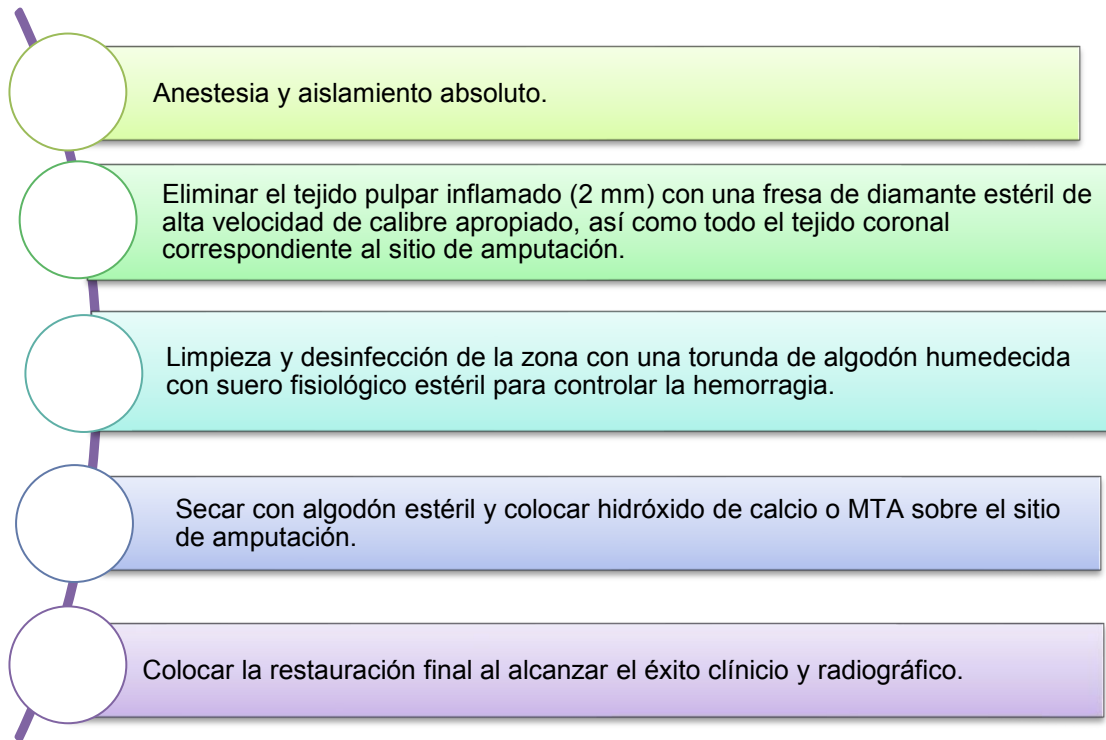 Anestesia y aislamiento absoluto.
Eliminar el tejido pulpar inflamado (2 mm) con una fresa de diamante estéril de
alta velocidad de calibre apropiado, así como todo el tejido coronal
correspondiente al sitio de amputación.
Limpieza y desinfección de la zona con una torunda de algodón humedecida
con suero fisiológico estéril para controlar la hemorragia.
Secar con algodón estéril y colocar hidróxido de calcio o MTA sobre el sitio
de amputación.
Colocar la restauración final al alcanzar el éxito clínicio y radiográfico.